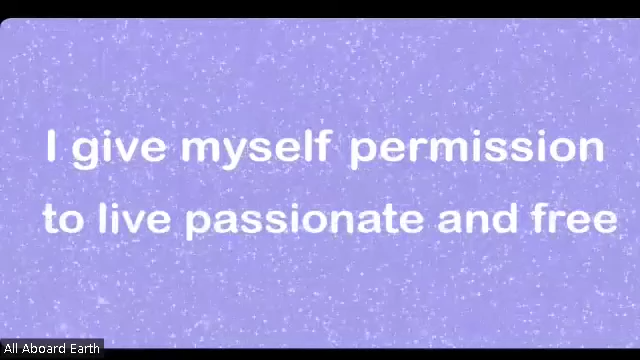 I give myself permission
to live passionate and free
All Aboard Earth